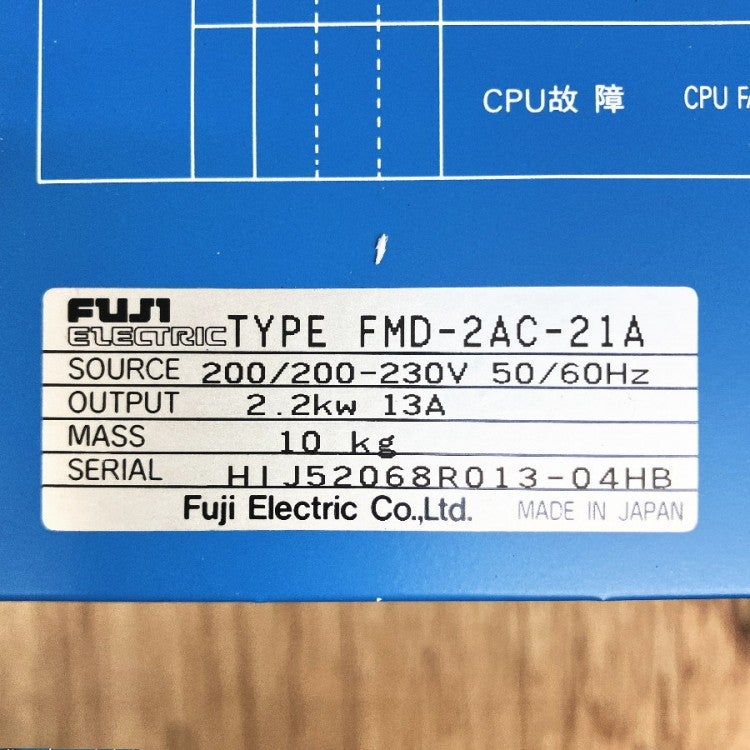 CPU故障 CPU FA
FUJI
ELECTRIC TYPE FMD-2AC-21A
SOURCE 200/200-230V 50/60Hz
OUTPUT 2.2kw 13A
MASS 10 kg
SERIAL HIJ52068R013-04HB
Fuji Electric Co.,Ltd. MADE IN JAPAN